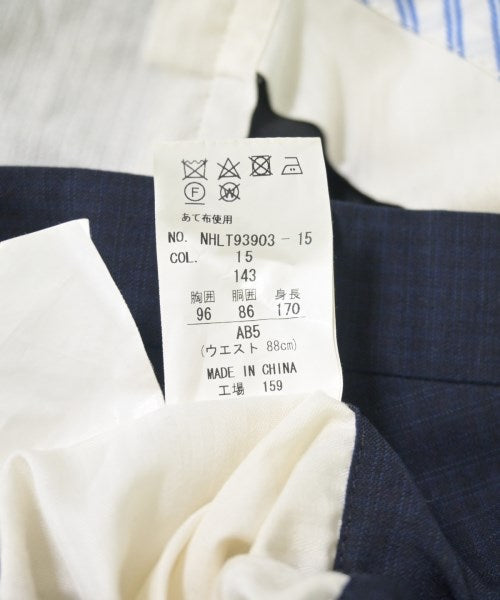 F W
あて布使用
NO. NHLT93903 - 15
COL. 15
143
胸囲 胴囲 身長
96 86 170
AB5
(ウエスト 88cm)
MADE IN CHINA
工場 159